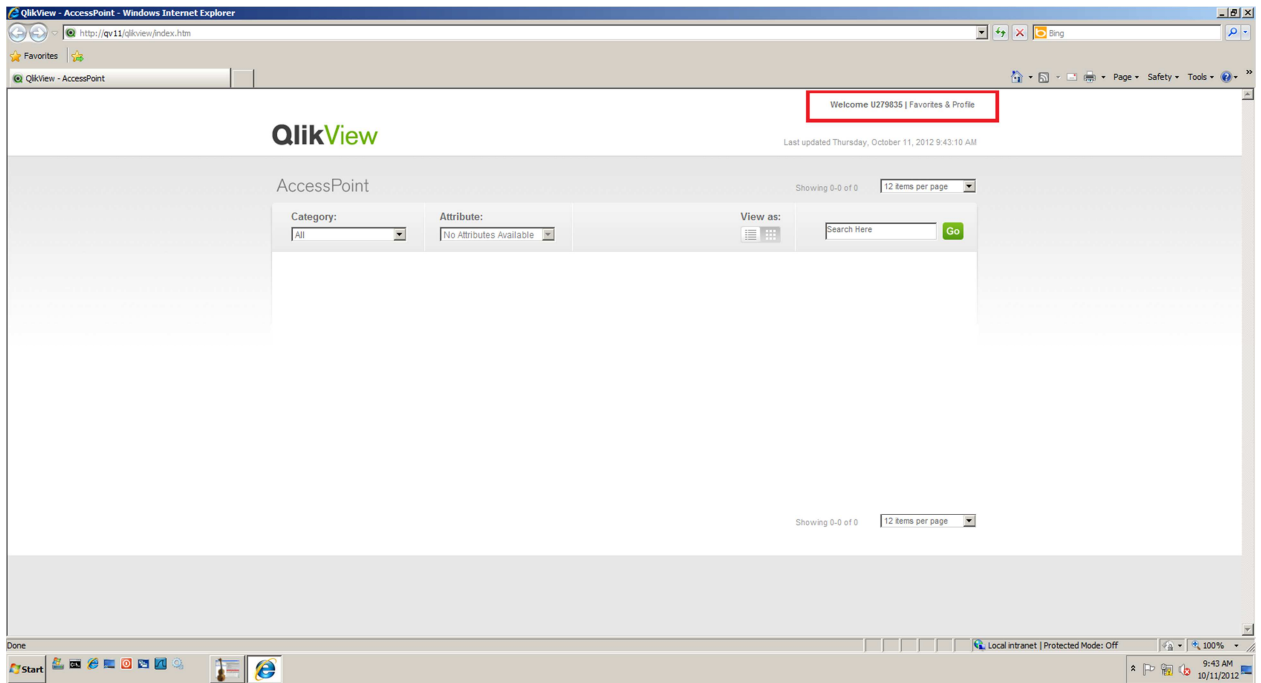 QlikView - AccessPoint - Windows Internet Explorer
http://qv11/qlikview/index.htm
Bing
Favorites
QlikView - AccessPoint
Page Safety Tools
Welcome U279835 | Favorites & Profile
QlikView
Last updated Thursday, October 11, 2012 9:43:10 AM
AccessPoint
Showing 0-0 of 0
12 items per page
Category:
Attribute:
View as:
All
No Attributes Available
Search Here
Go
Showing 0-0 of 0
12 items per page
Done
Local intranet | Protected Mode: Off
100%
Start
9:43 AM
10/11/2012